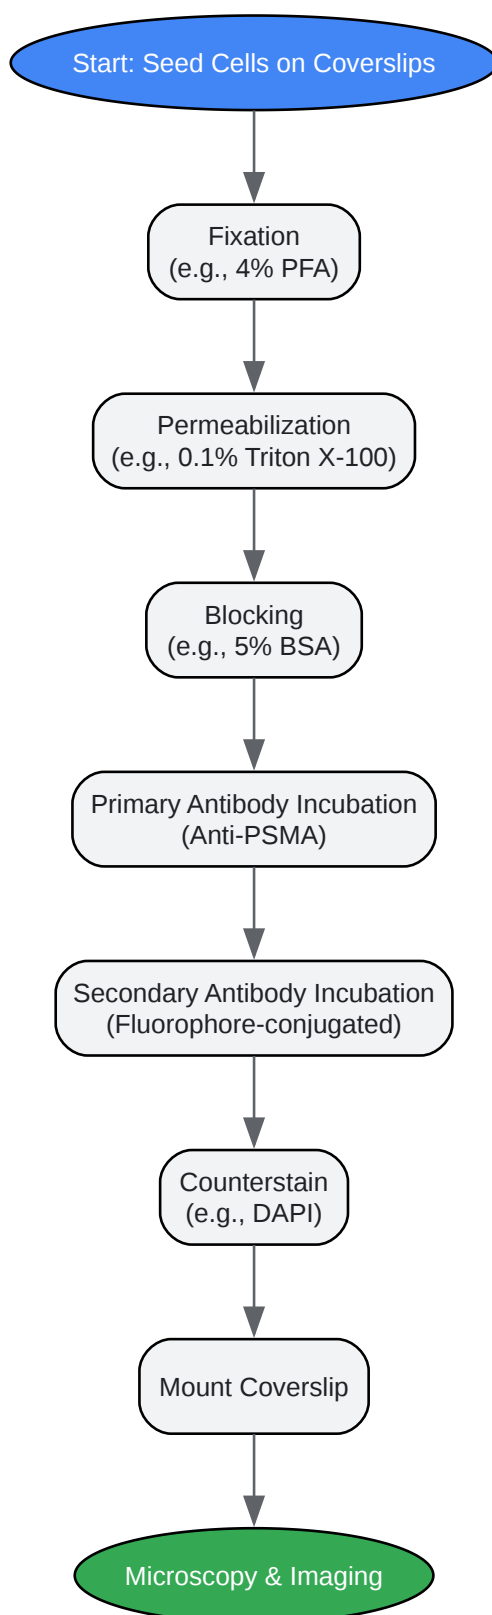 Start: Seed Cells on Coverslips
Fixation
(e.g., 4% PFA)
Permeabilization
(e.g., 0.1% Triton X-100)
Blocking
(e.g., 5% BSA)
Primary Antibody Incubation
(Anti-PSMA)
Secondary Antibody Incubation
(Fluorophore-conjugated)
Counterstain
(e.g., DAPI)
Mount Coverslip
Microscopy & Imaging